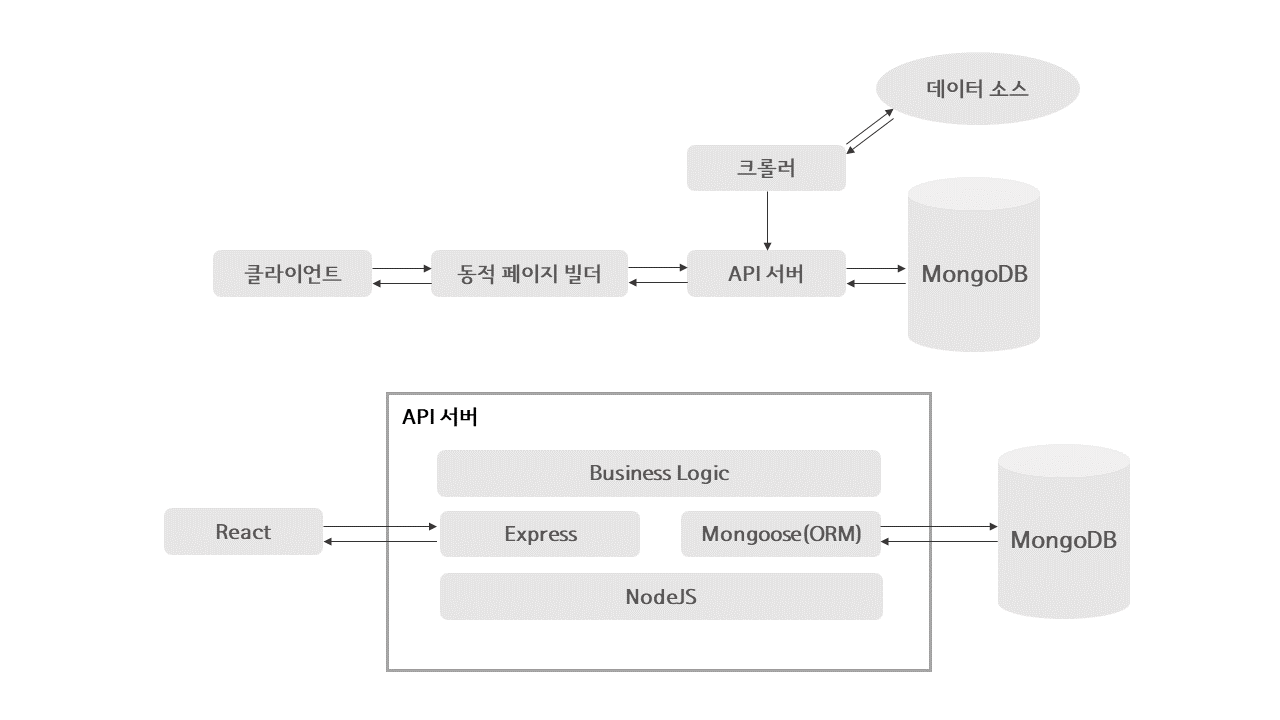 데이터 소스
크롤러
클라이언트
동적 페이지 빌더
API 서버
MongoDB
API 서버
Business Logic
React
Express
Mongoose(ORM)
MongoDB
NodeJS